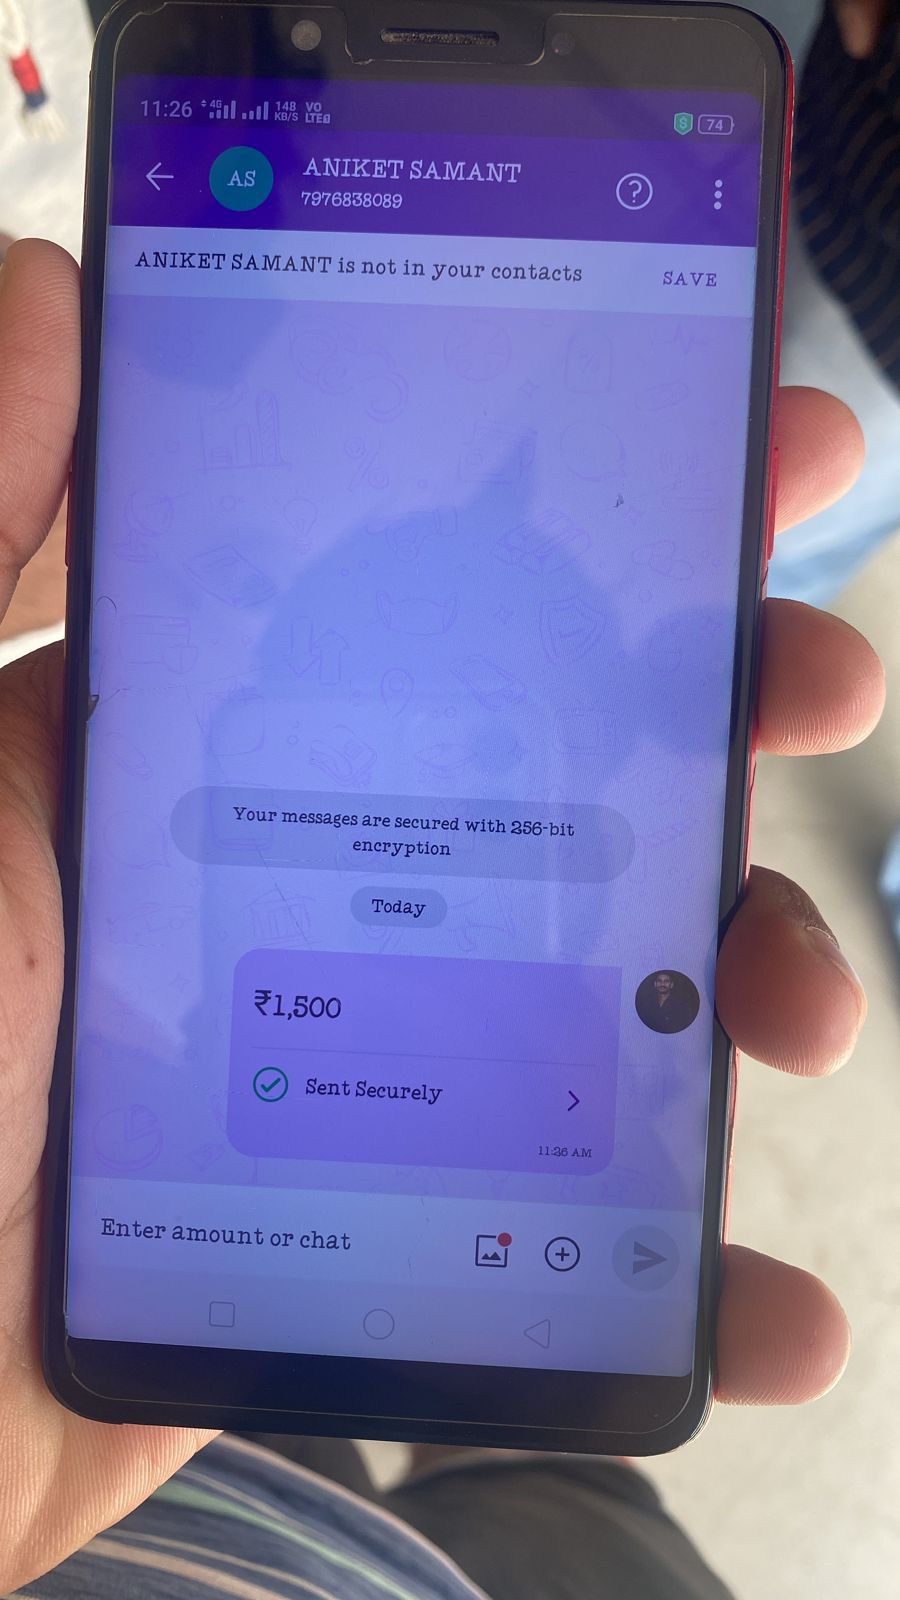 11:26 4G 148 KB/S VO LTE 74
AS
ANIKET SAMANT
7976838089
ANIKET SAMANT is not in your contacts SAVE
Your messages are secured with 256-bit
encryption
Today
₹1,500
Sent Securely
11:26 AM
Enter amount or chat